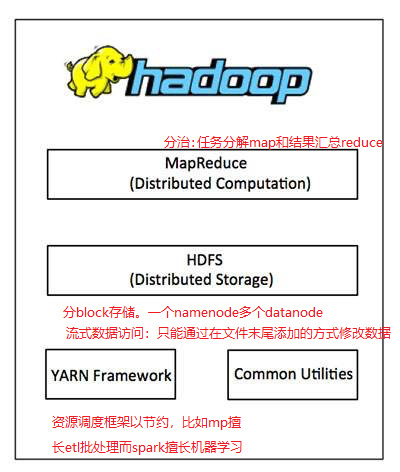 hadoop
分治:任务分解map和结果汇总reduce
MapReduce
(Distributed Computation)
HDFS
(Distributed Storage)
分block存储。一个namenode多个datanode
流式数据访问：只能通过在文件末尾添加的方式修改数据
YARN Framework
Common Utilities
资源调度框架以节约，比如mp擅
长etl批处理而spark擅长机器学习